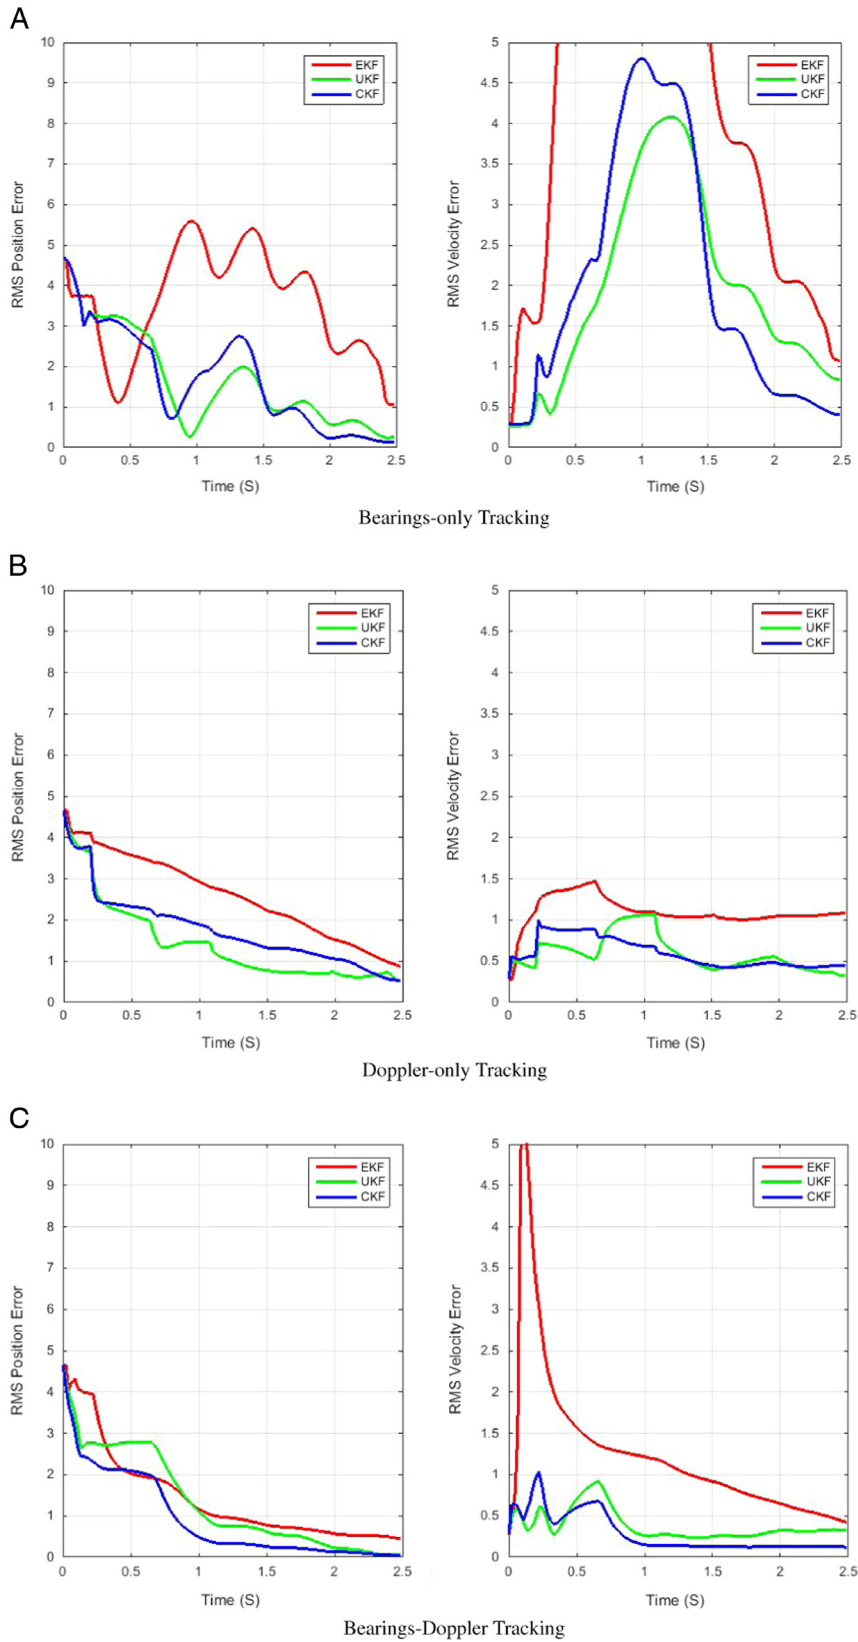 A
RMS Position Error
10
9
8
7
6
5
4
3
2
1
0
0 0.5 1 1.5 2 2.5
Time (S)
EKF
UKF
CKF
RMS Velocity Error
5
4.5
4
3.5
3
2.5
2
1.5
1
0.5
0
0 0.5 1 1.5 2 2.5
Time (S)
EKF
UKF
CKF
Bearings-only Tracking
B
RMS Position Error
10
9
8
7
6
5
4
3
2
1
0
0 0.5 1 1.5 2 2.5
Time (S)
EKF
UKF
CKF
RMS Velocity Error
5
4.5
4
3.5
3
2.5
2
1.5
1
0.5
0
0 0.5 1 1.5 2 2.5
Time (S)
EKF
UKF
CKF
Doppler-only Tracking
C
RMS Position Error
10
9
8
7
6
5
4
3
2
1
0
0 0.5 1 1.5 2 2.5
Time (S)
EKF
UKF
CKF
RMS Velocity Error
5
4.5
4
3.5
3
2.5
2
1.5
1
0.5
0
0 0.5 1 1.5 2 2.5
Time (S)
EKF
UKF
CKF
Bearings-Doppler Tracking